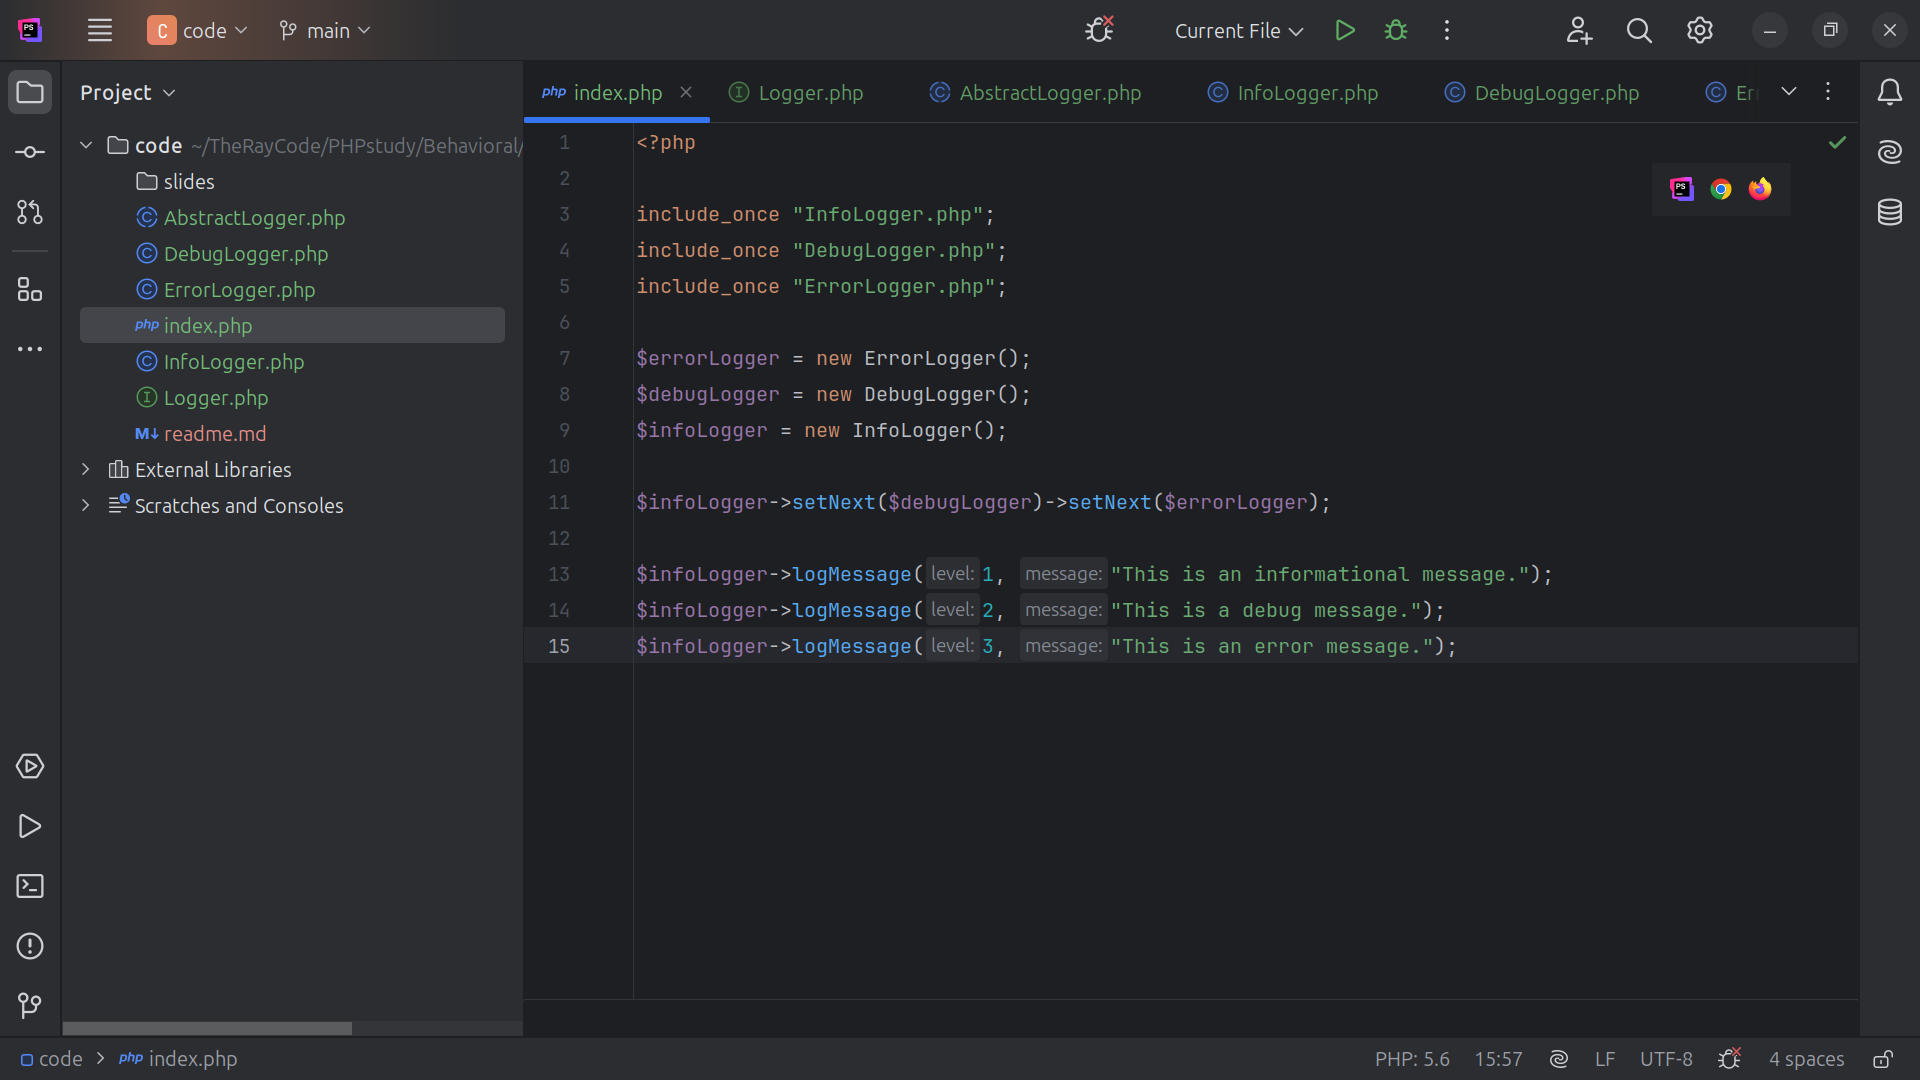 PS
C code main Current File
Project
code ~/TheRayCode/PHPstudy/Behavioral/
slides
AbstractLogger.php
DebugLogger.php
ErrorLogger.php
php index.php
InfoLogger.php
Logger.php
M↓ readme.md
External Libraries
Scratches and Consoles
php index.php Logger.php AbstractLogger.php InfoLogger.php DebugLogger.php Er
1 <?php
2
3 include_once "InfoLogger.php";
4 include_once "DebugLogger.php";
5 include_once "ErrorLogger.php";
6
7 $errorLogger = new ErrorLogger();
8 $debugLogger = new DebugLogger();
9 $infoLogger = new InfoLogger();
10
11 $infoLogger->setNext($debugLogger)->setNext($errorLogger);
12
13 $infoLogger->logMessage( level: 1, message: "This is an informational message.");
14 $infoLogger->logMessage( level: 2, message: "This is a debug message.");
15 $infoLogger->logMessage( level: 3, message: "This is an error message.");
code > php index.php PHP: 5.6 15:57 LF UTF-8 4 spaces